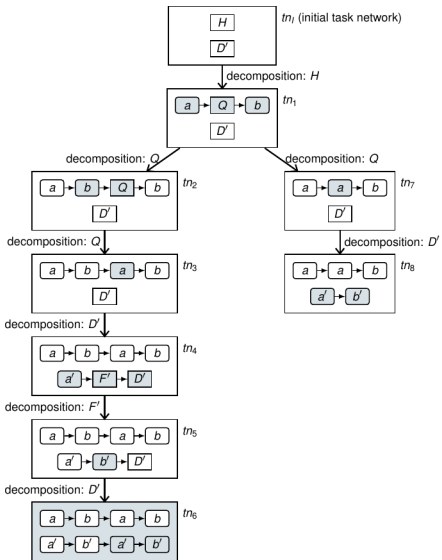 H
tn_I (initial task network)
D′
decomposition: H
a Q b
tn₁
D′
decomposition: Q
decomposition: Q
a b Q b
tn₂
D′
a a b
tn₇
D′
decomposition: Q
decomposition: D′
a b a b
tn₃
D′
a a b
tn₈
a′ b′
decomposition: D′
a b a b
tn₄
a′ F′ D′
decomposition: F′
a b a b
tn₅
a′ b′ D′
decomposition: D′
a b a b
tn₆
a′ b′ a′ b′